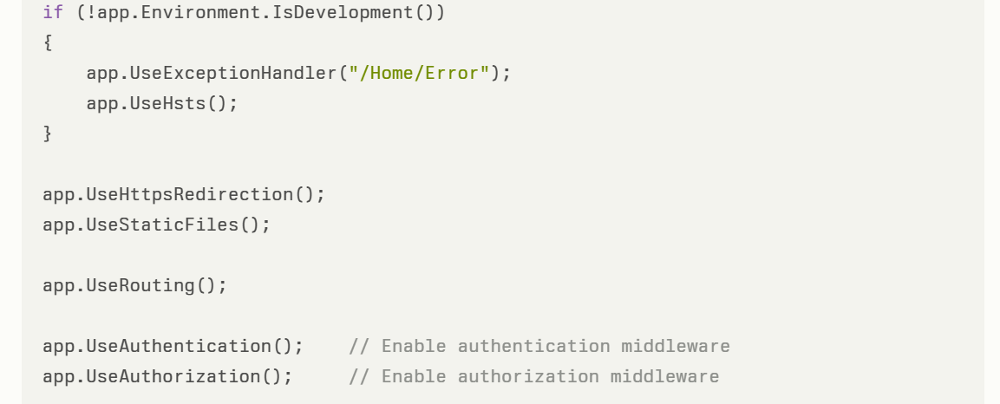 if (!app.Environment.IsDevelopment())
{
    app.UseExceptionHandler("/Home/Error");
    app.UseHsts();
}

app.UseHttpsRedirection();
app.UseStaticFiles();

app.UseRouting();

app.UseAuthentication();    // Enable authentication middleware
app.UseAuthorization();     // Enable authorization middleware